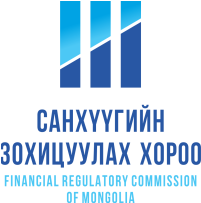 САНХҮҮГИЙН
ЗОХИЦУУЛАХ ХОРОО
FINANCIAL REGULATORY COMMISSION
OF MONGOLIA